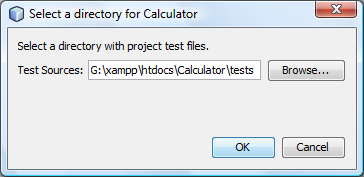 Select a directory for Calculator
Select a directory with project test files.
Test Sources: G:\xampp\htdocs\Calculator\tests Browse...
OK Cancel